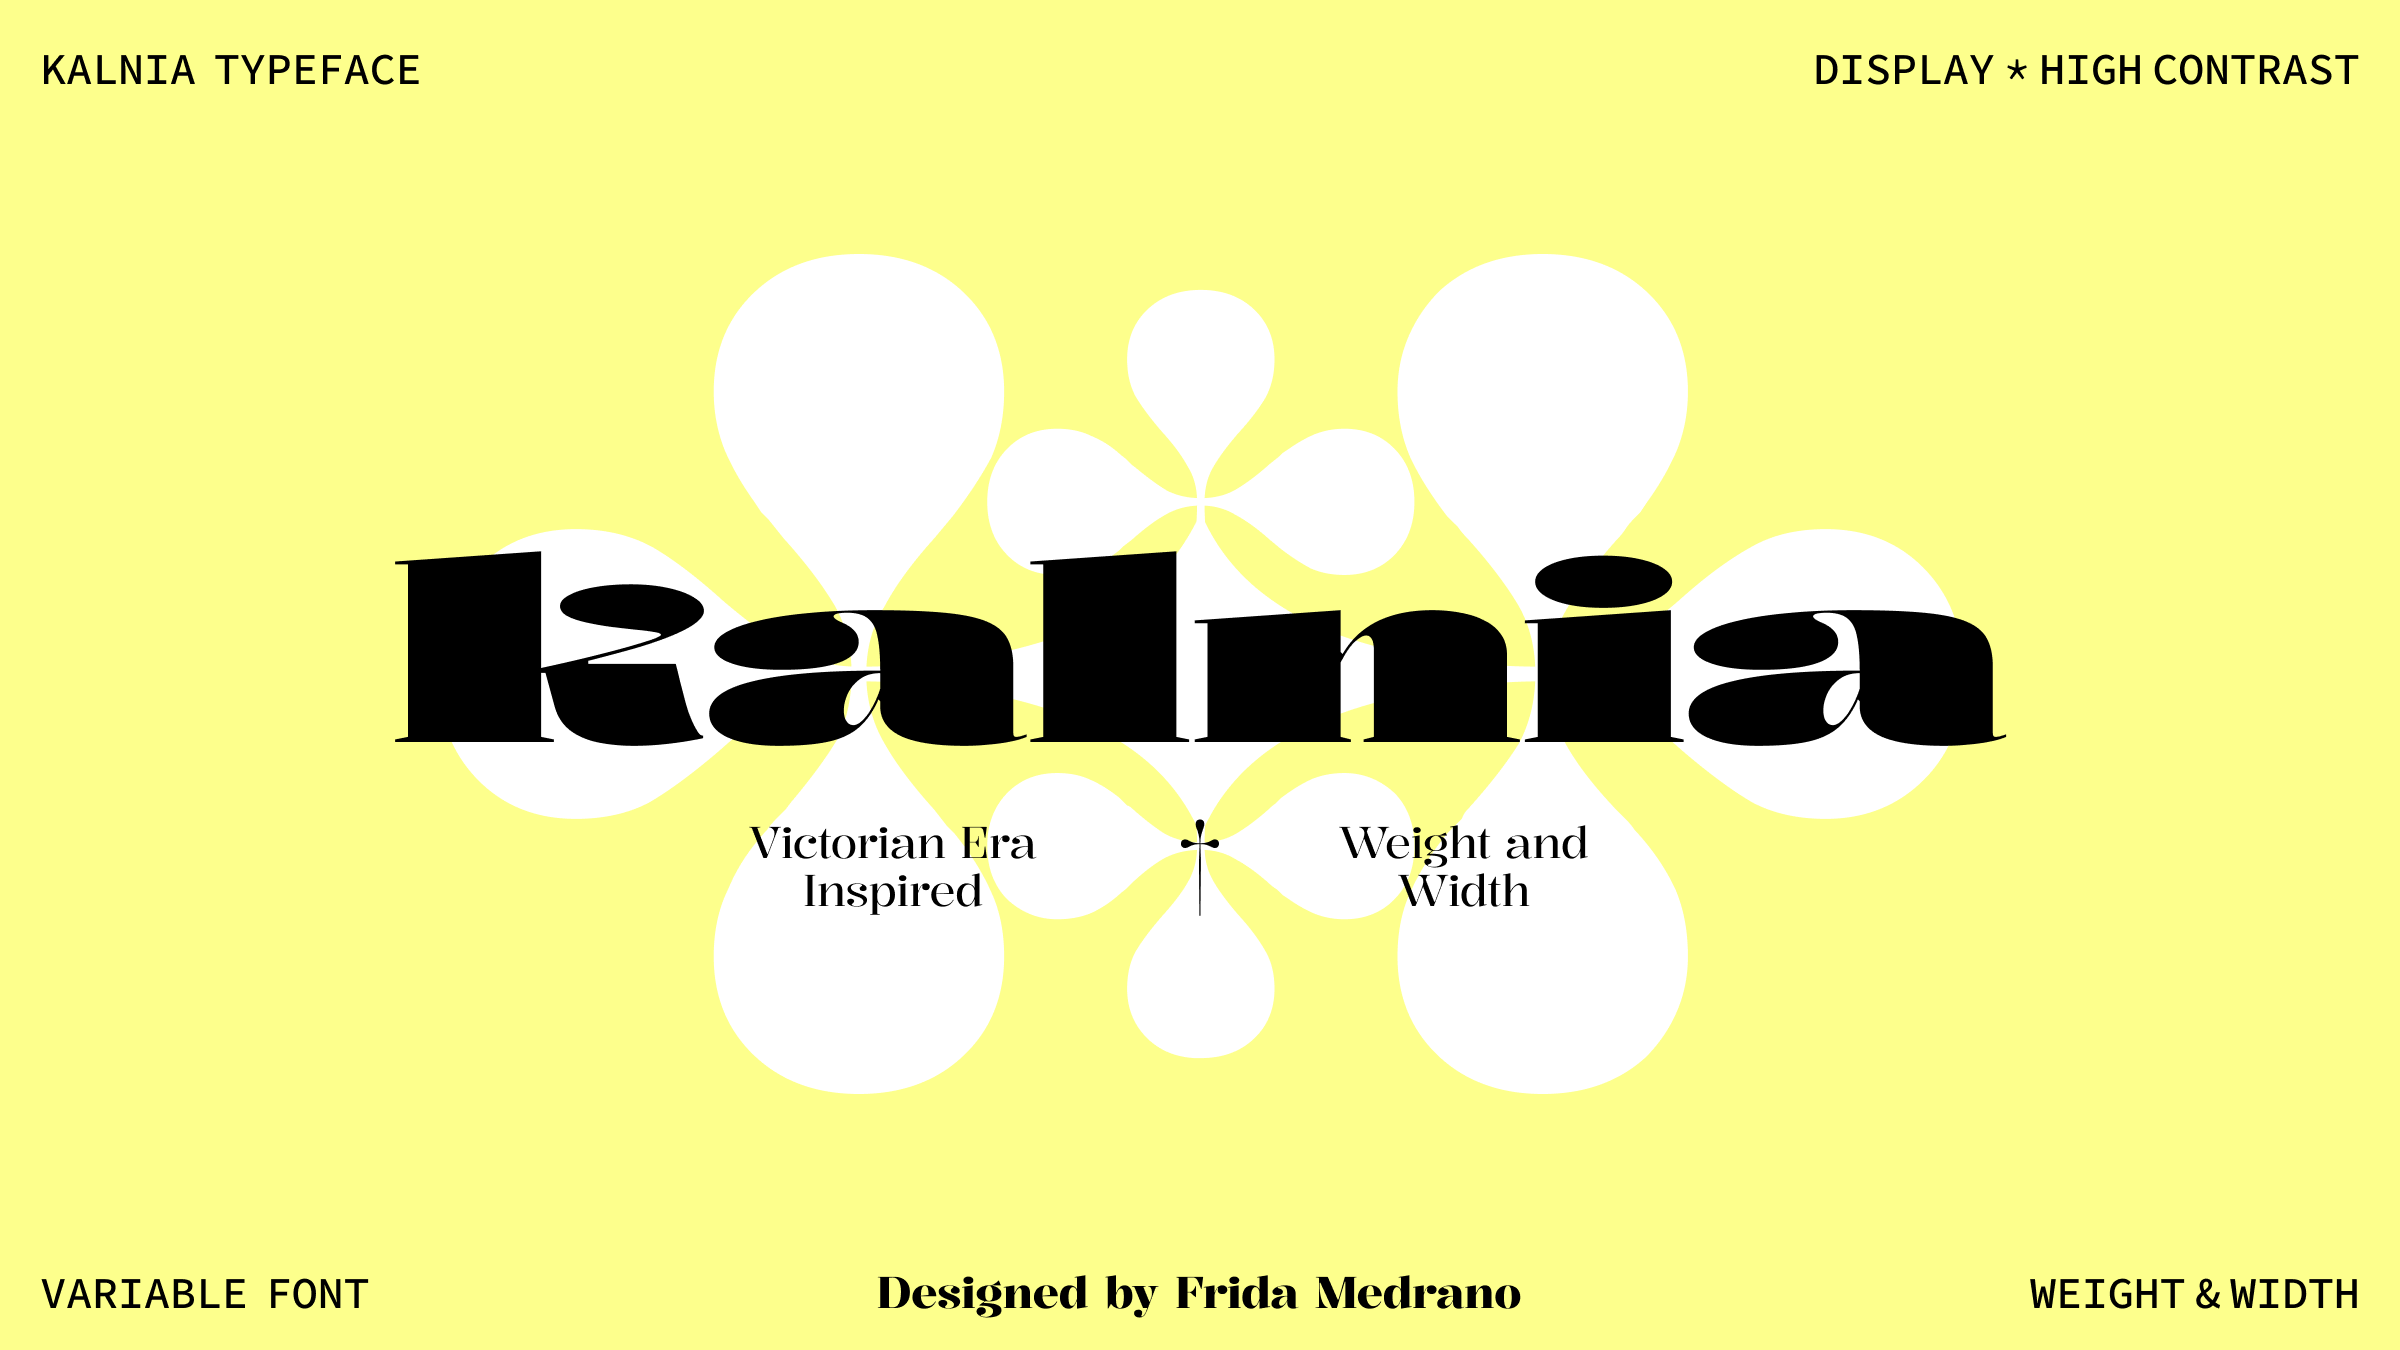 KALNIA TYPEFACE
DISPLAY * HIGH CONTRAST
kalnia
Victorian Era
Inspired
†
Weight and
Width
VARIABLE FONT
Designed by Frida Medrano
WEIGHT & WIDTH